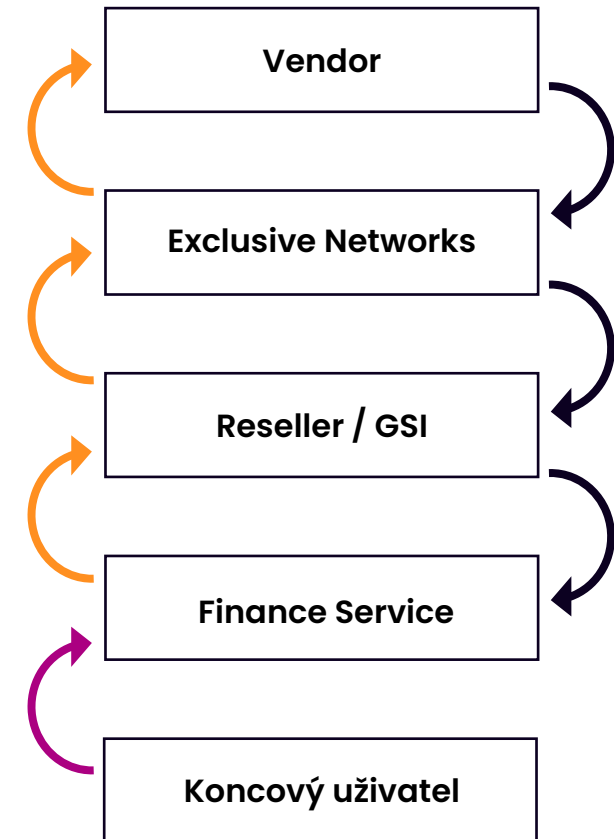 Vendor
Exclusive Networks
Reseller / GSI
Finance Service
Koncový uživatel